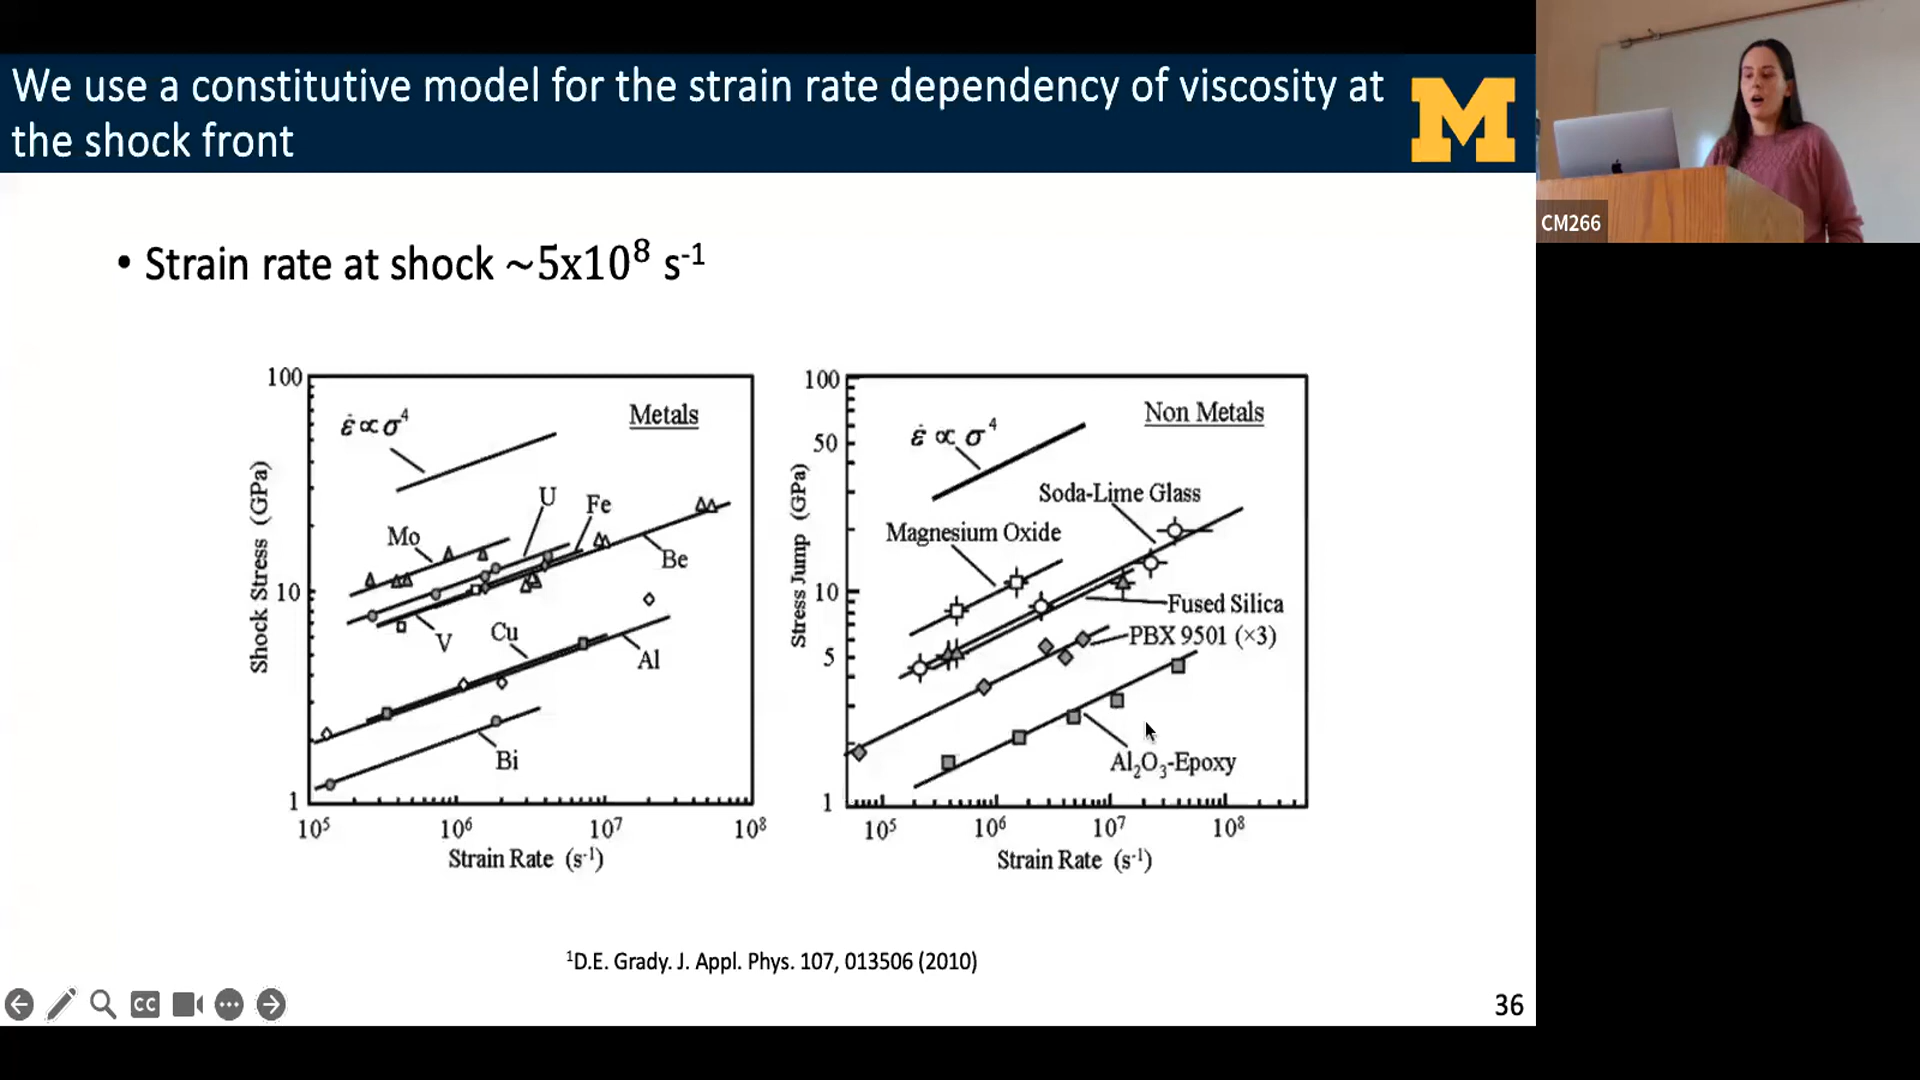 We use a constitutive model for the strain rate dependency of viscosity at
the shock front
M
CM266
• Strain rate at shock ~5x10⁸ s⁻¹
100
10
1
Shock Stress (GPa)
ε̇ ∝ σ⁴
Metals
Mo
U
Fe
Be
V
Cu
Al
Bi
10⁵ 10⁶ 10⁷ 10⁸
Strain Rate (s⁻¹)
100
50
10
5
1
Stress Jump (GPa)
ε̇ ∝ σ⁴
Non Metals
Soda-Lime Glass
Magnesium Oxide
Fused Silica
PBX 9501 (×3)
Al₂O₃-Epoxy
10⁵ 10⁶ 10⁷ 10⁸
Strain Rate (s⁻¹)
¹D.E. Grady. J. Appl. Phys. 107, 013506 (2010)
CC
36